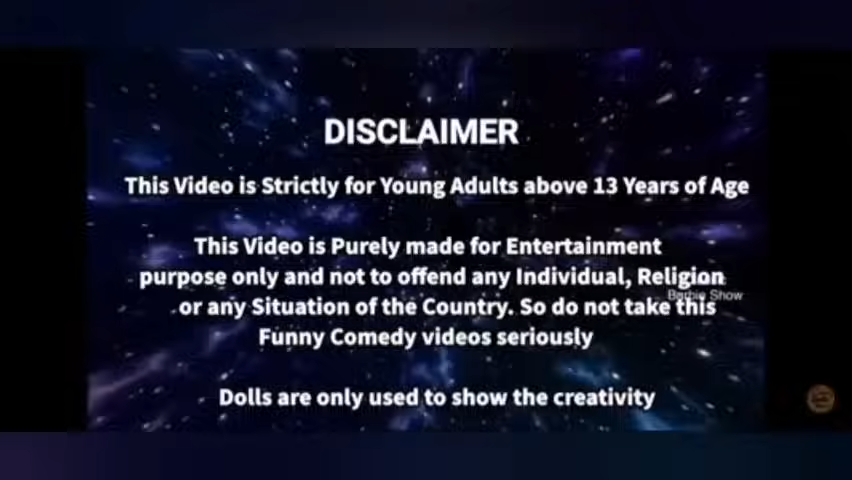 DISCLAIMER
This Video is Strictly for Young Adults above 13 Years of Age
This Video is Purely made for Entertainment
purpose only and not to offend any Individual, Religion
Barbie Show
or any Situation of the Country. So do not take this
Funny Comedy videos seriously
Dolls are only used to show the creativity